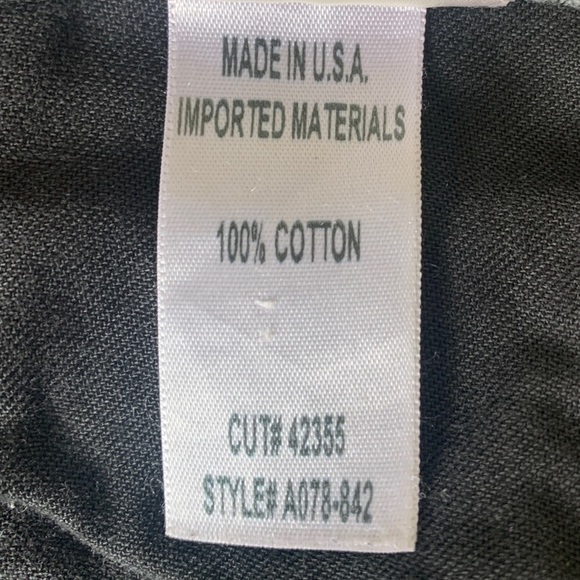 MADE IN U.S.A.
IMPORTED MATERIALS
100% COTTON
CUT# 42355
STYLE# A078-842